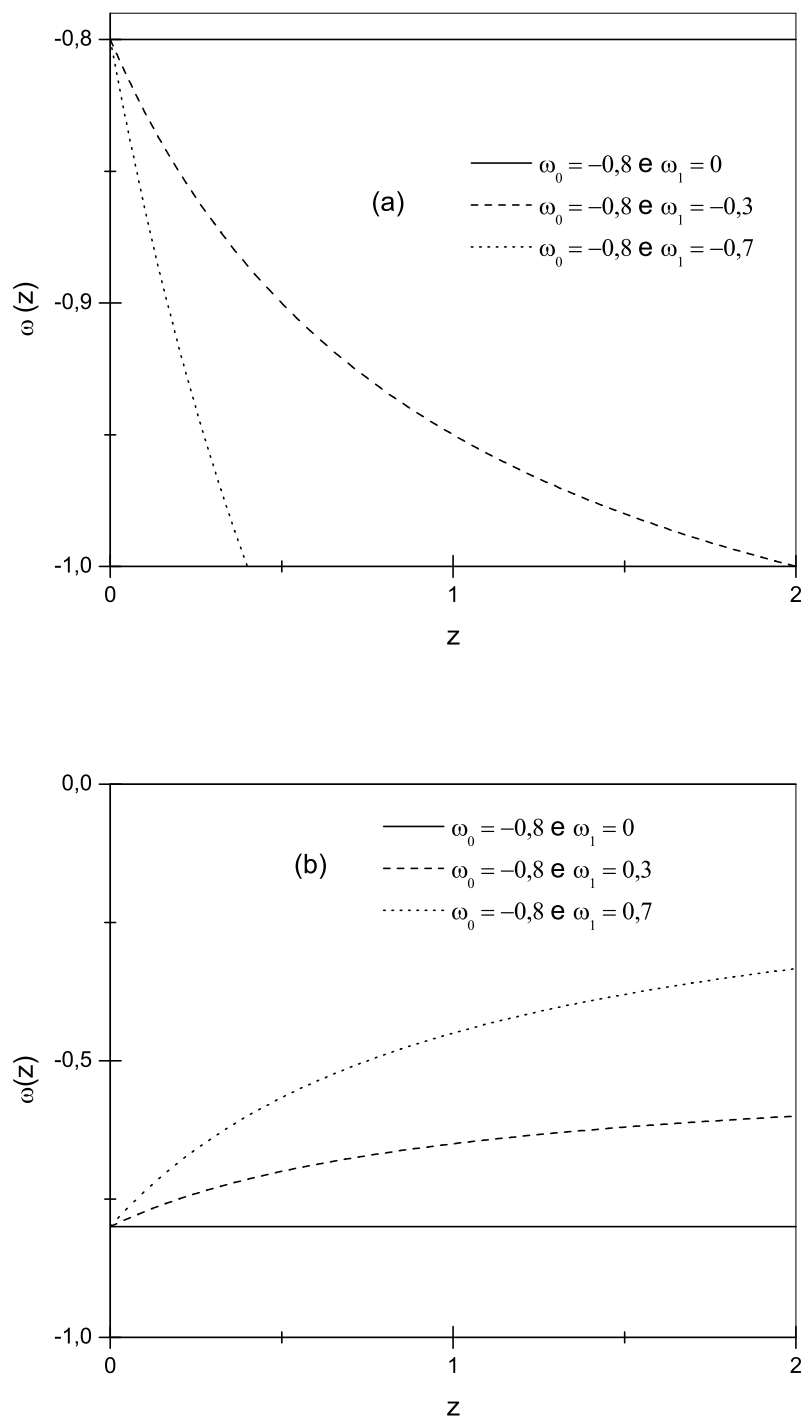 -0,8
ω₀ = −0,8 e ω₁ = 0
(a)
ω₀ = −0,8 e ω₁ = −0,3
ω₀ = −0,8 e ω₁ = −0,7
ω (z)
-0,9
-1,0
0 1 2
z
0,0
ω₀ = −0,8 e ω₁ = 0
(b)
ω₀ = −0,8 e ω₁ = 0,3
ω₀ = −0,8 e ω₁ = 0,7
ω(z)
-0,5
-1,0
0 1 2
z